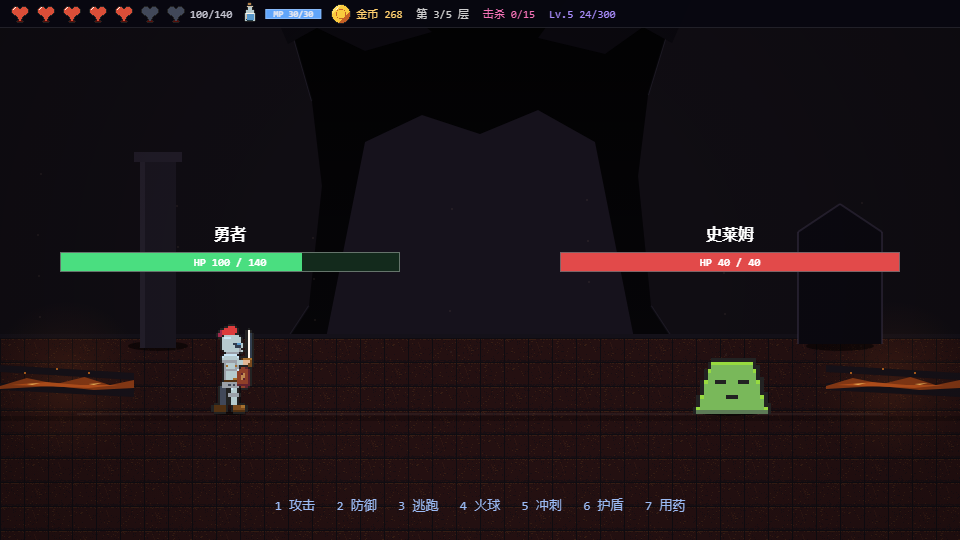 100/140 MP 30/30 金币 268 第 3/5 层 击杀 0/15 Lv.5 24/300
勇者 史莱姆
HP 100 / 140 HP 40 / 40
1 攻击 2 防御 3 逃跑 4 火球 5 冲刺 6 护盾 7 用药